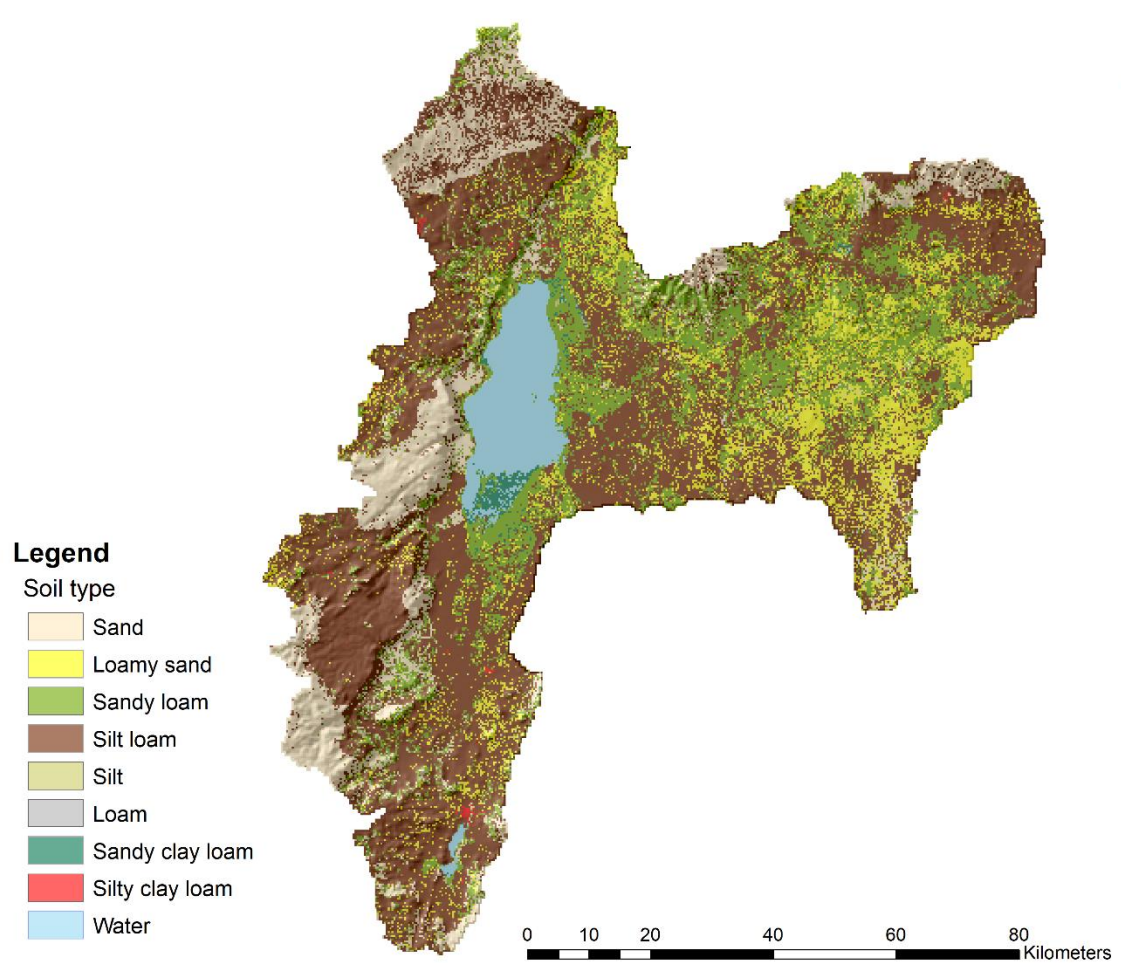 Legend
Soil type
Sand
Loamy sand
Sandy loam
Silt loam
Silt
Loam
Sandy clay loam
Silty clay loam
Water
0 10 20 40 60 80
Kilometers